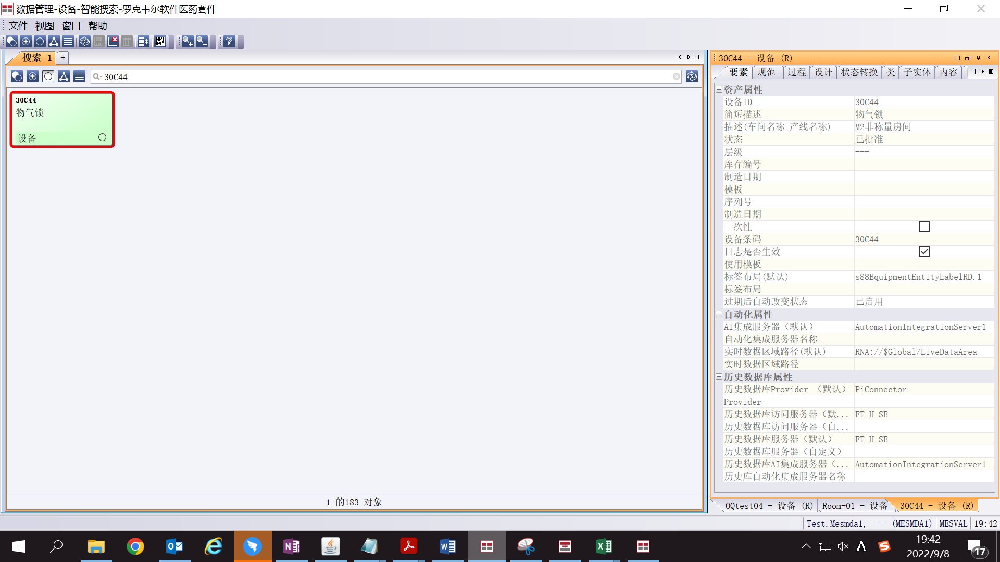 数据管理-设备-智能搜索-罗克韦尔软件医药套件
文件 视图 窗口 帮助
搜索 1
+
30C44
30C44
物气锁
设备
1 的183 对象
30C44 - 设备 (R)
要素 规范 过程 设计 状态转换 类 子实体 内容
资产属性
设备ID 30C44
简短描述 物气锁
描述(车间名称_产线名称) M2非称量房间
状态 已批准
层级 ---
库存编号
制造日期
模板
序列号
制造日期
一次性
设备条码 30C44
日志是否生效
使用模板
标签布局(默认) s88EquipmentEntityLabelRD.1
标签布局
过期后自动改变状态 已启用
自动化属性
AI集成服务器（默认） AutomationIntegrationServer1
自动化集成服务器名称
实时数据区域路径(默认) RNA://$Global/LiveDataArea
实时数据区域路径
历史数据库属性
历史数据库Provider （默认） PiConnector
Provider
历史数据库访问服务器（默... FT-H-SE
历史数据库访问服务器（自...
历史数据库服务器（默认） FT-H-SE
历史数据库服务器（自定义）
历史数据库AI集成服务器（... AutomationIntegrationServer1
历史库自动化集成服务器名称
OQtest04 - 设备 (R) Room-01 - 设备 30C44 - 设备 (R)
Test.Mesmda1, --- (MESMDA1) MESVAL 19:42
19:42
2022/9/8
17